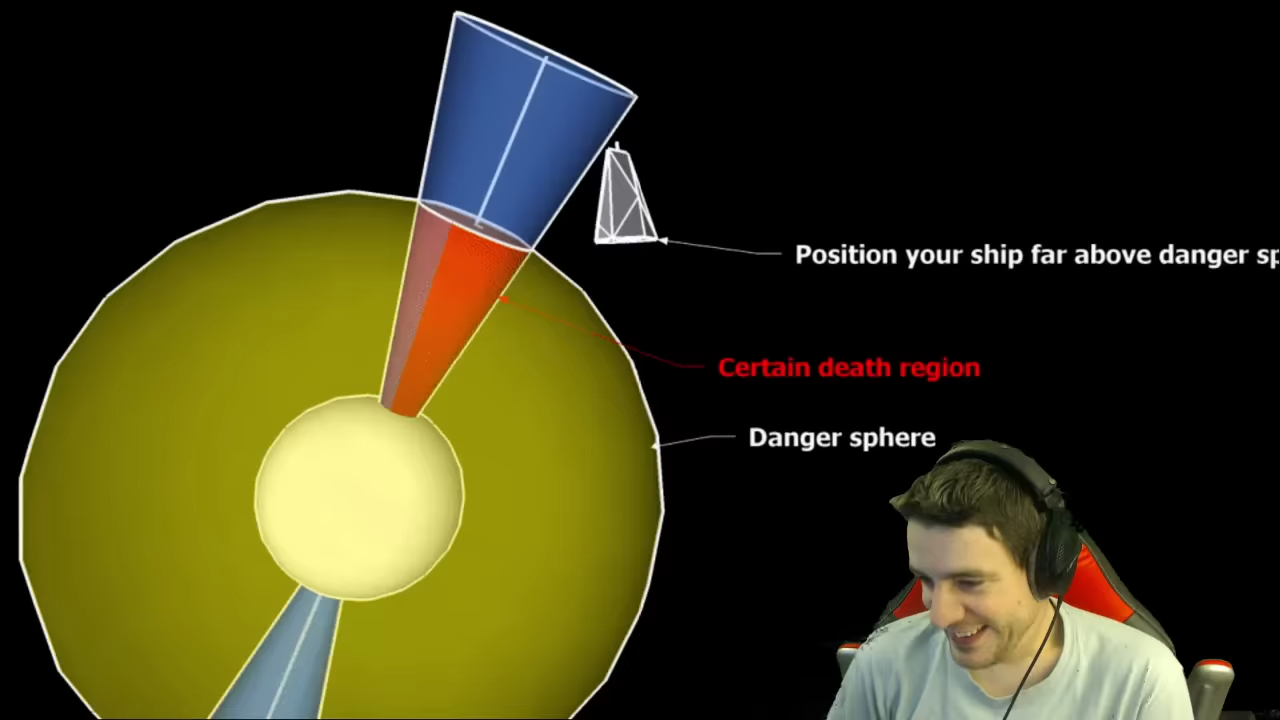 Position your ship far above danger sp
Certain death region
Danger sphere